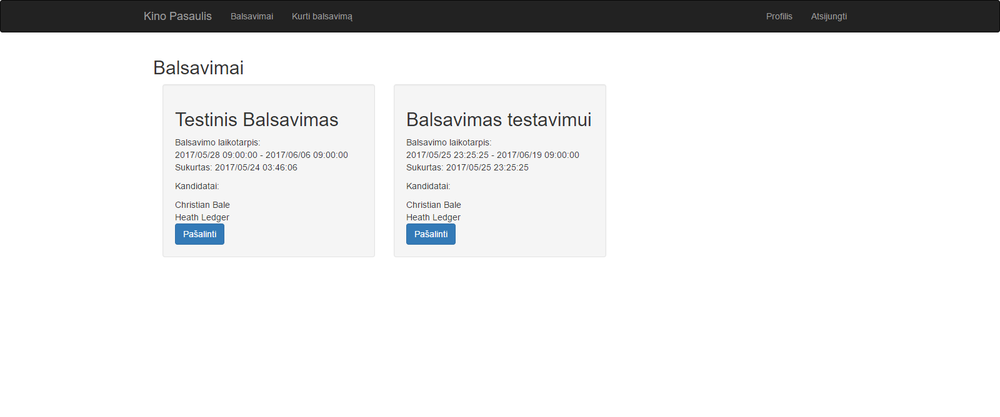 Kino Pasaulis Balsavimai Kurti balsavimą Profilis Atsijungti
Balsavimai
Testinis Balsavimas
Balsavimo laikotarpis:
2017/05/28 09:00:00 - 2017/06/06 09:00:00
Sukurtas: 2017/05/24 03:46:06
Kandidatai:
Christian Bale
Heath Ledger
Pašalinti
Balsavimas testavimui
Balsavimo laikotarpis:
2017/05/25 23:25:25 - 2017/06/19 09:00:00
Sukurtas: 2017/05/25 23:25:25
Kandidatai:
Christian Bale
Heath Ledger
Pašalinti